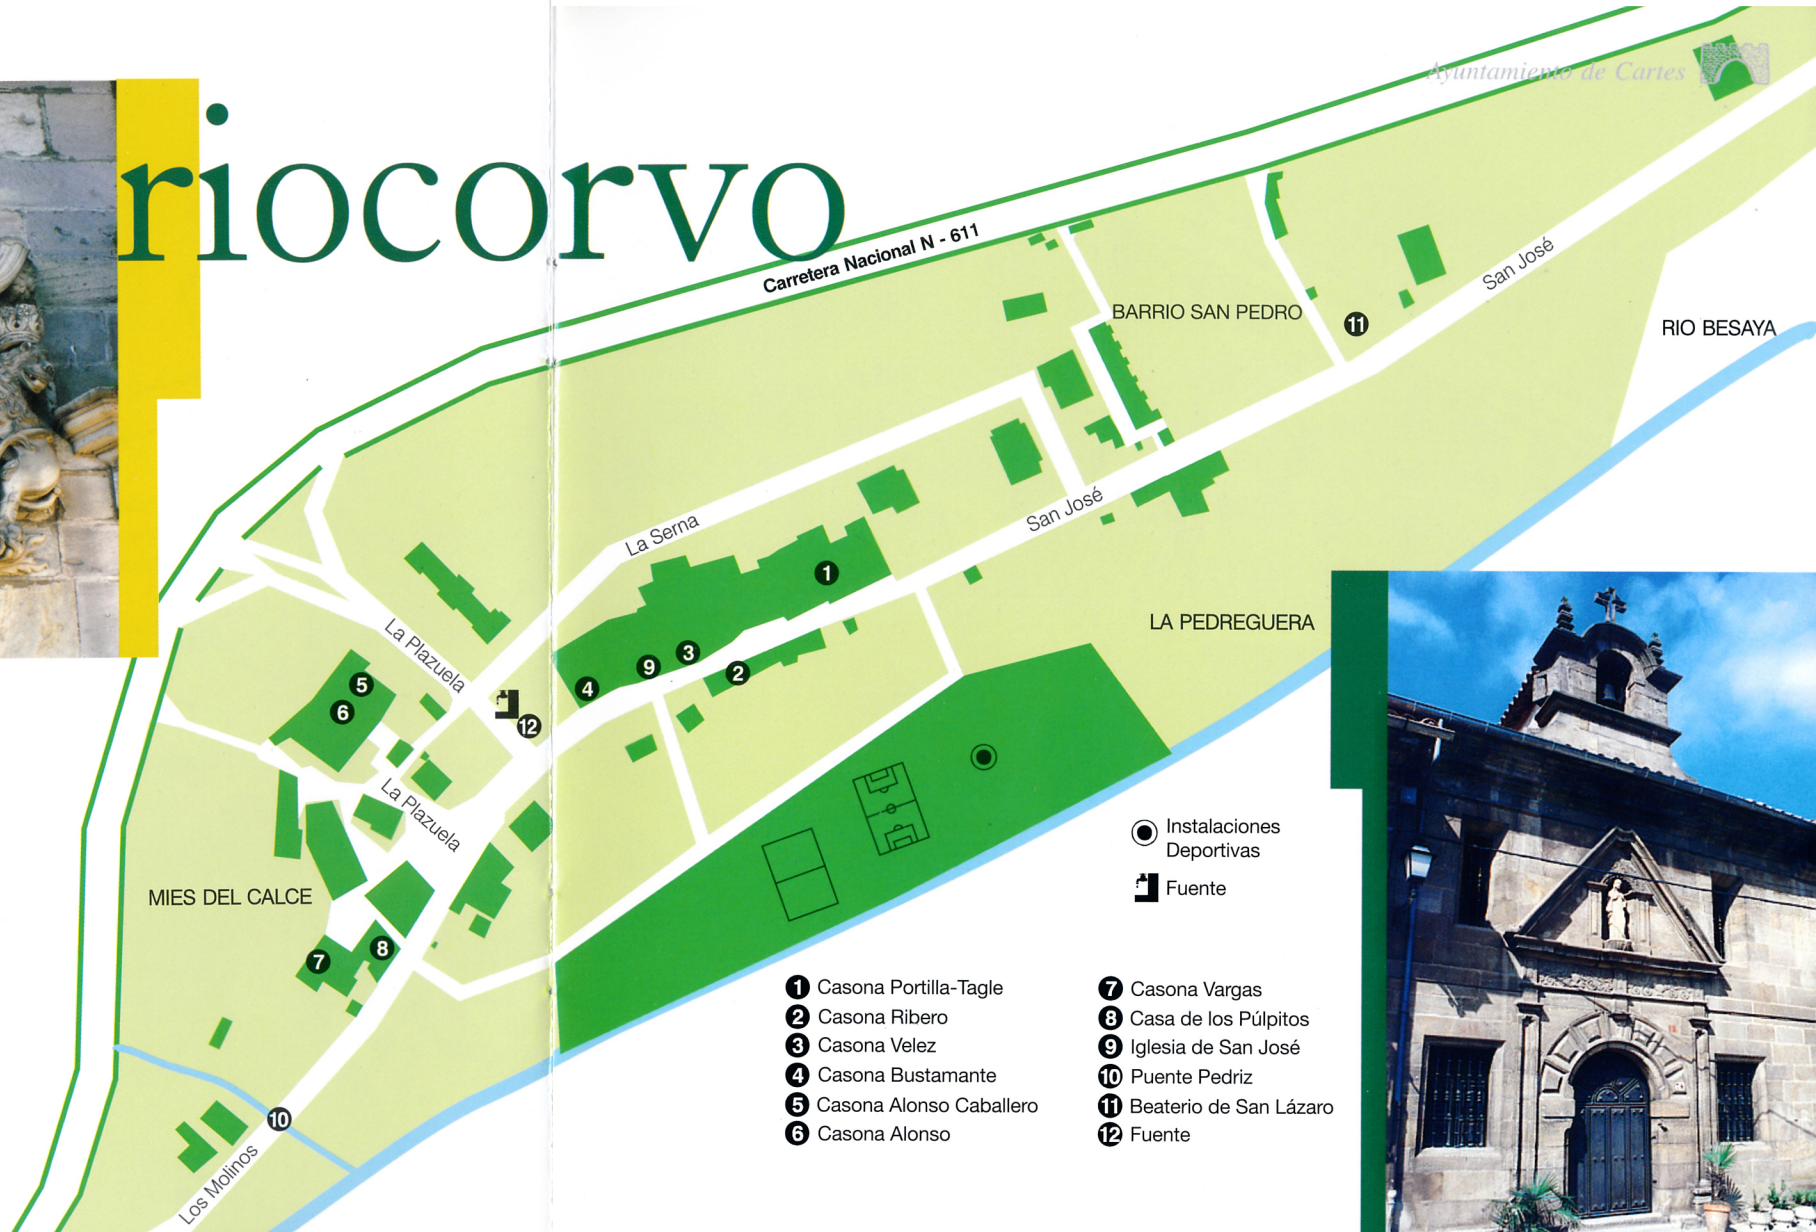 Ayuntamiento de Cartes
riocorvo
Carretera Nacional N - 611
BARRIO SAN PEDRO
San José
11
RIO BESAYA
La Serna
San José
1
LA PEDREGUERA
La Plazuela
3
9
2
4
5
6
12
La Plazuela
MIES DEL CALCE
8
7
10
Los Molinos
Instalaciones
Deportivas
Fuente
1 Casona Portilla-Tagle
2 Casona Ribero
3 Casona Velez
4 Casona Bustamante
5 Casona Alonso Caballero
6 Casona Alonso
7 Casona Vargas
8 Casa de los Púlpitos
9 Iglesia de San José
10 Puente Pedriz
11 Beaterio de San Lázaro
12 Fuente